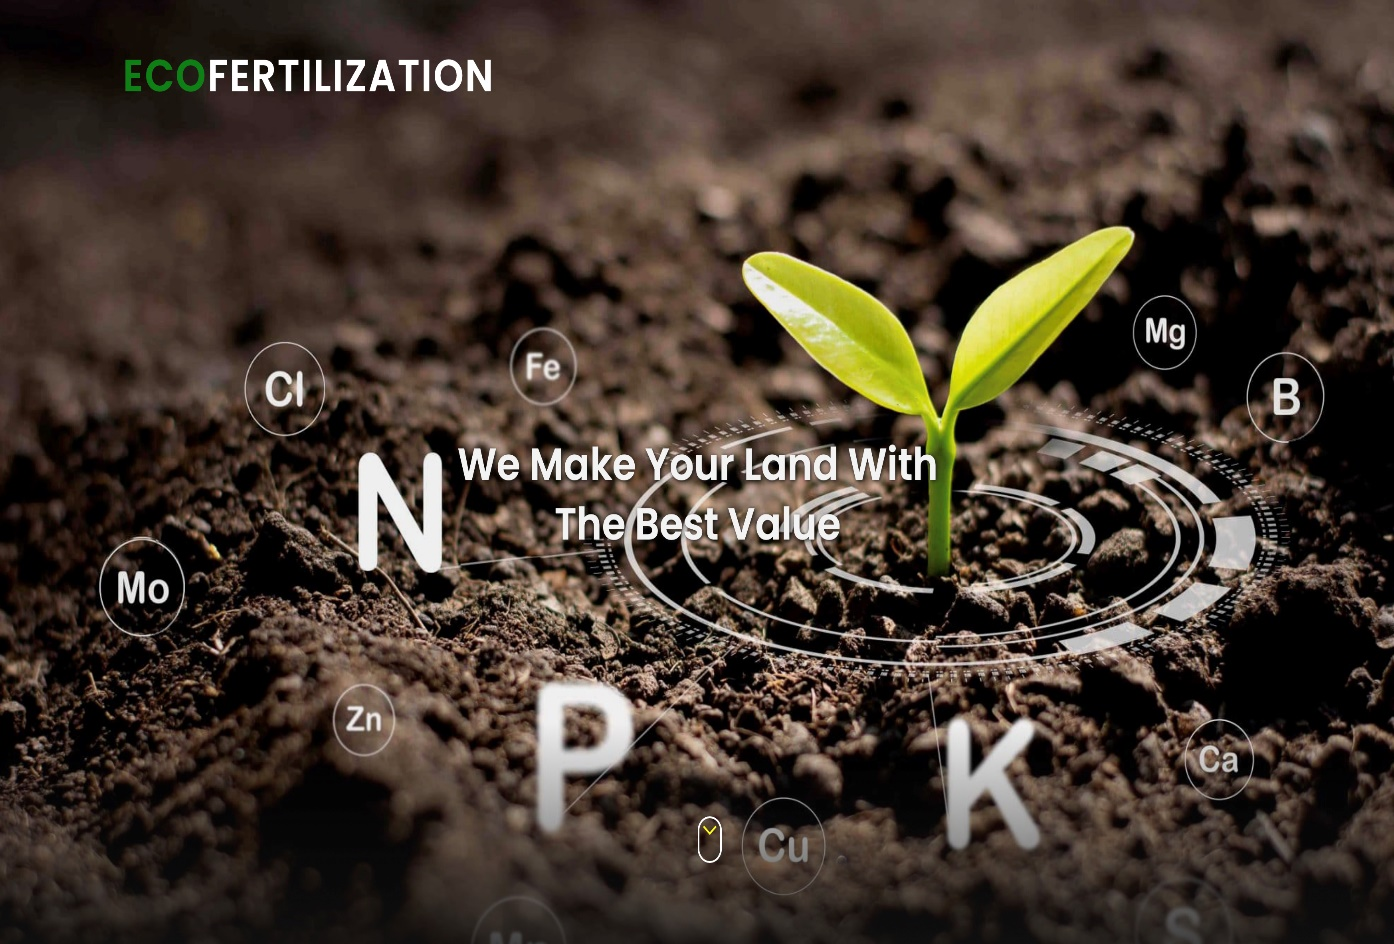 ECOFERTILIZATION
Mg
Fe
Cl
B
We Make Your Land With
N
The Best Value
Mo
Zn
P
K
Ca
Cu
S